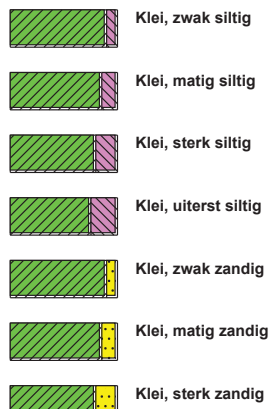 Klei, zwak siltig
Klei, matig siltig
Klei, sterk siltig
Klei, uiterst siltig
Klei, zwak zandig
Klei, matig zandig
Klei, sterk zandig